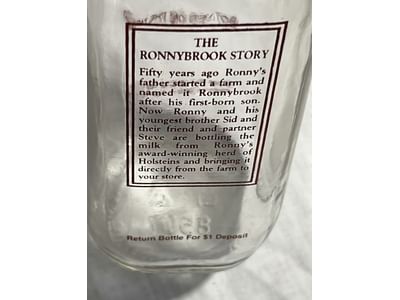 THE
RONNYBROOK STORY
Fifty years ago Ronny's
father started a farm and
named it Ronnybrook
after his first-born son.
Now Ronny and his
youngest brother Sid and
their friend and partner
Steve are bottling the
milk from Ronny's
award-winning herd of
Holsteins and bringing it
directly from the farm to
your store.
Return Bottle For $1 Deposit